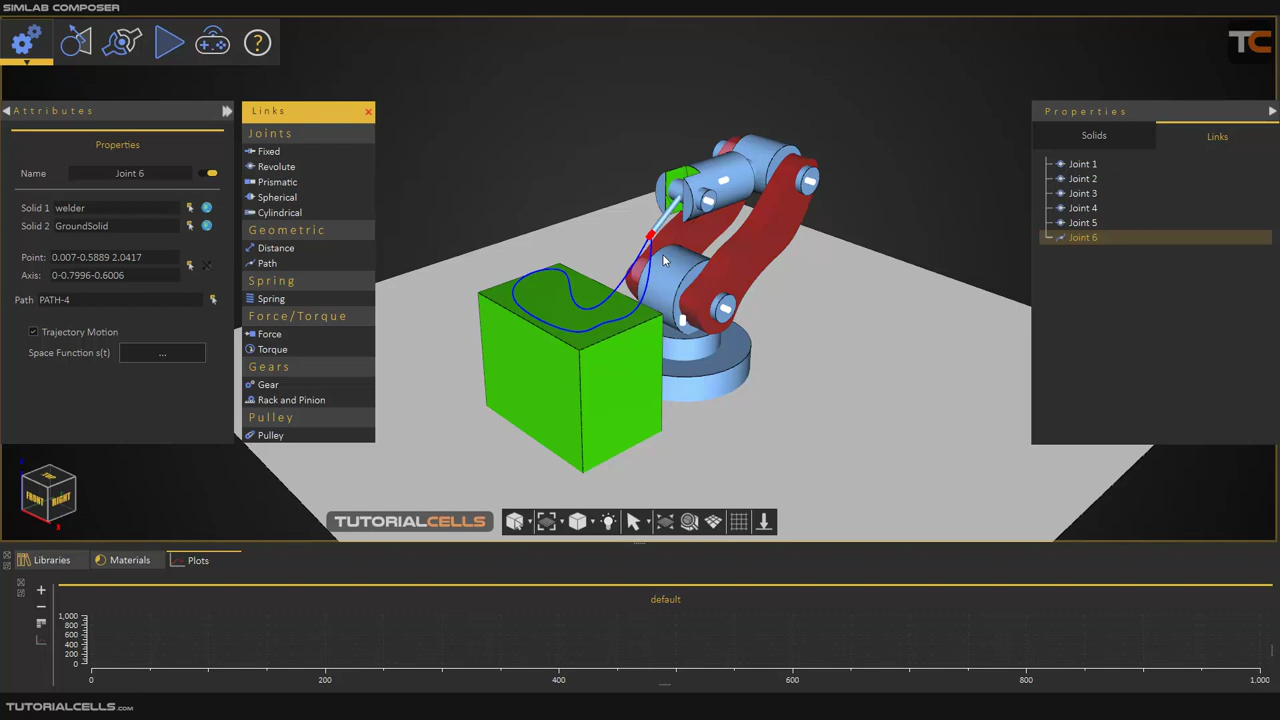 SIMLAB COMPOSER
TC
Attributes
Properties
Name Joint 6
Solid 1 welder
Solid 2 GroundSolid
Point: 0.007-0.5889 2.0417
Axis: 0-0.7996-0.6006
Path PATH-4
Trajectory Motion
Space Function s(t) ...
Links
Joints
Fixed
Revolute
Prismatic
Spherical
Cylindrical
Geometric
Distance
Path
Spring
Spring
Force/Torque
Force
Torque
Gears
Gear
Rack and Pinion
Pulley
Pulley
Properties
Solids Links
Joint 1
Joint 2
Joint 3
Joint 4
Joint 5
Joint 6
TOP
FRONT RIGHT
TUTORIALCELLS
Libraries Materials Plots
default
1,000
800
600
400
200
0
0 200 400 600 800 1.000
TUTORIALCELLS.com